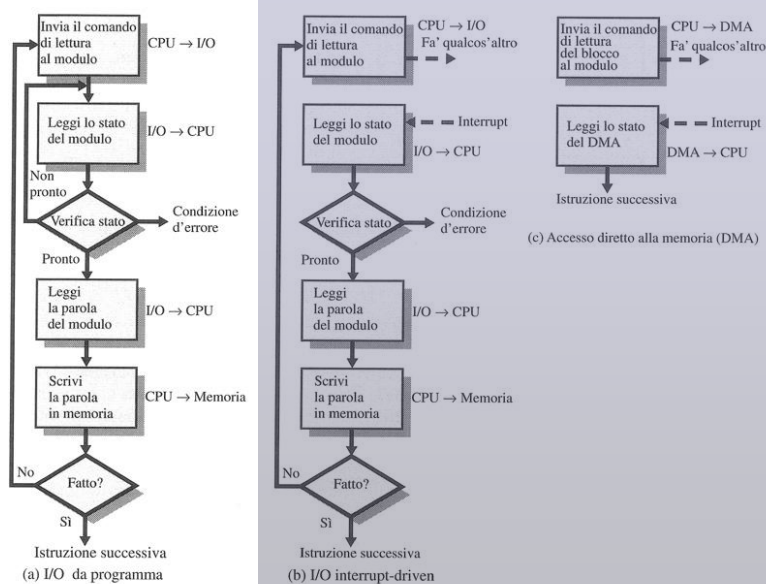 Invia il comando
di lettura
al modulo
CPU → I/O
Leggi lo stato
del modulo
I/O → CPU
Non
pronto
Verifica stato
Condizione
d'errore
Pronto
Leggi
la parola
del modulo
I/O → CPU
Scrivi
la parola
in memoria
CPU → Memoria
No
Fatto?
Sì
Istruzione successiva
(a) I/O da programma
Invia il comando
di lettura
al modulo
CPU → I/O
Fa' qualcos'altro
Leggi lo stato
del modulo
Interrupt
I/O → CPU
Verifica stato
Condizione
d'errore
Pronto
Leggi
la parola
del modulo
I/O → CPU
Scrivi
la parola
in memoria
CPU → Memoria
No
Fatto?
Sì
Istruzione successiva
(b) I/O interrupt-driven
Invia il comando
di lettura
del blocco
al modulo
CPU → DMA
Fa' qualcos'altro
Leggi lo stato
del DMA
Interrupt
DMA → CPU
Istruzione successiva
(c) Accesso diretto alla memoria (DMA)